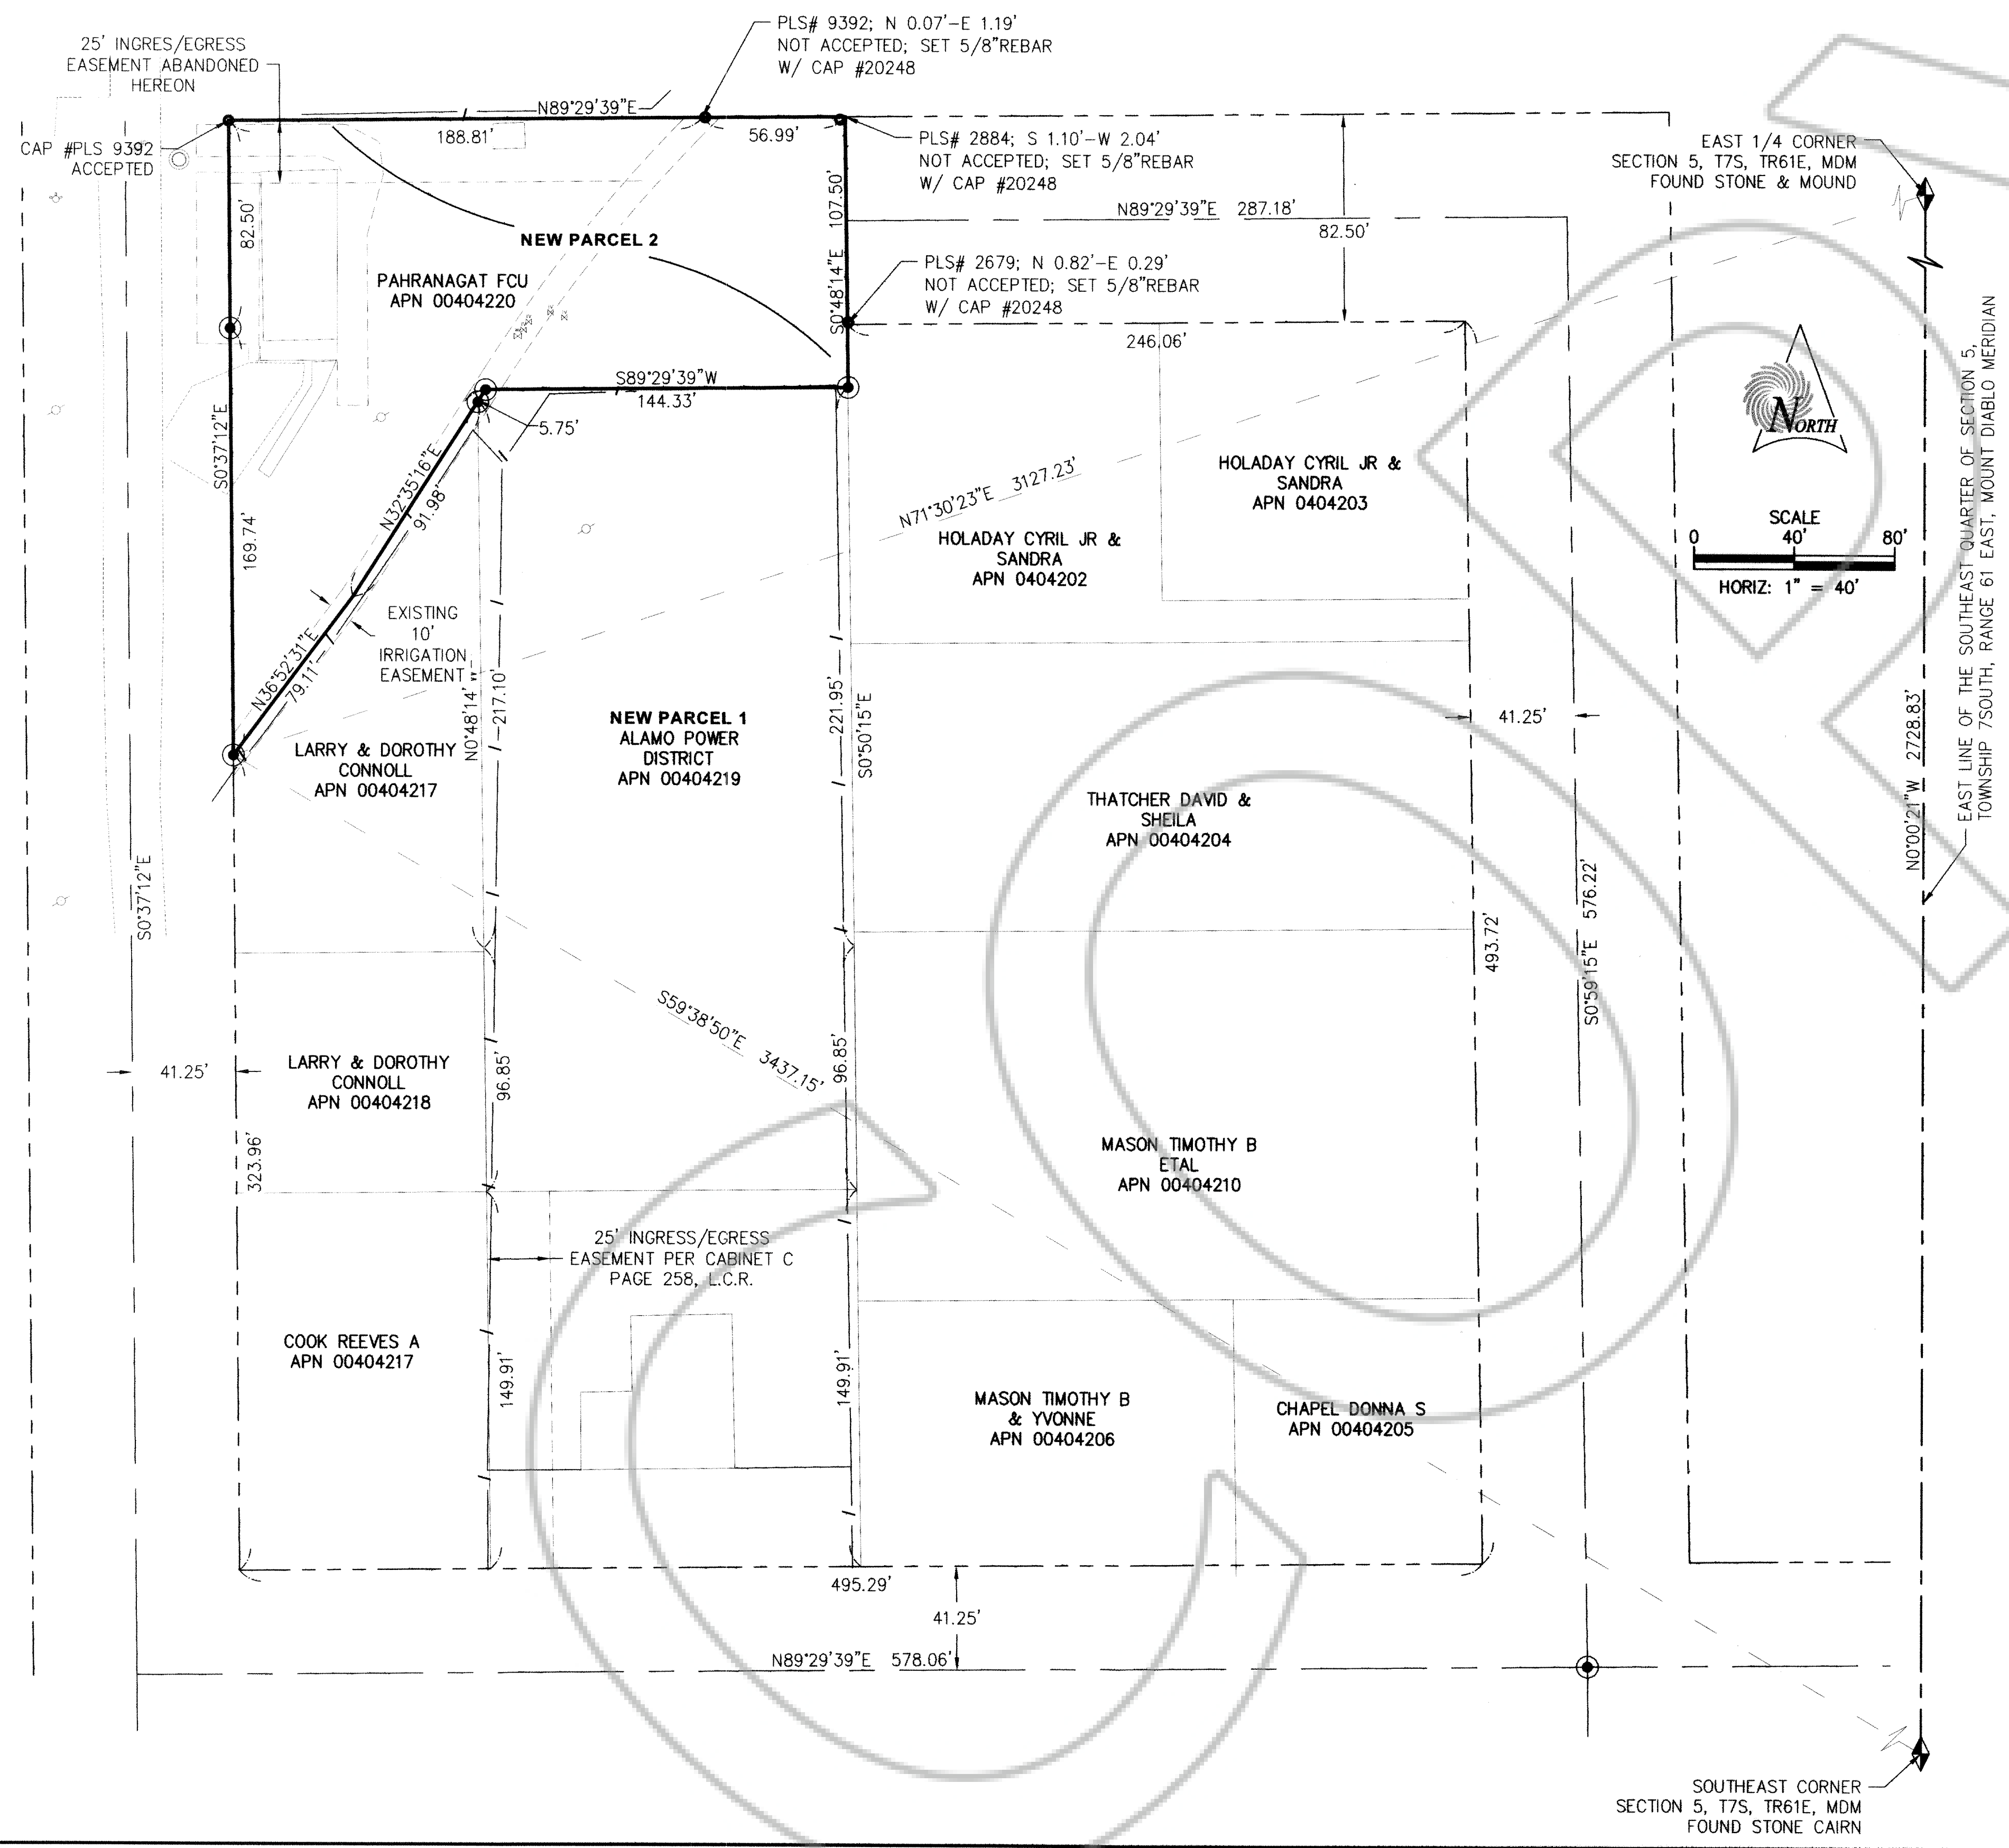 PLS# 9392; N 0.07'-E 1.19'
NOT ACCEPTED; SET 5/8"REBAR
W/ CAP #20248
25' INGRES/EGRESS
EASEMENT ABANDONED
HEREON
N89°29'39"E
188.81'
56.99'
CAP #PLS 9392
ACCEPTED
PLS# 2884; S 1.10'-W 2.04'
NOT ACCEPTED; SET 5/8"REBAR
W/ CAP #20248
EAST 1/4 CORNER
SECTION 5, T7S, TR61E, MDM
FOUND STONE & MOUND
82.50'
S0°48'14"E 107.50'
N89°29'39"E 287.18'
82.50'
NEW PARCEL 2
PAHRANAGAT FCU
APN 00404220
PLS# 2679; N 0.82'-E 0.29'
NOT ACCEPTED; SET 5/8"REBAR
W/ CAP #20248
246.06'
S89°29'39"W
144.33'
5.75'
S0°37'12"E
169.74'
N32°35'16"E
91.98'
N71°30'23"E 3127.23'
HOLADAY CYRIL JR &
SANDRA
APN 0404203
HOLADAY CYRIL JR &
SANDRA
APN 0404202
NORTH
SCALE
0 40' 80'
HORIZ: 1" = 40'
EAST LINE OF THE SOUTHEAST QUARTER OF SECTION 5,
TOWNSHIP 7SOUTH, RANGE 61 EAST, MOUNT DIABLO MERIDIAN
N0°00'21"W 2728.83'
EXISTING
10'
IRRIGATION
EASEMENT
N36°52'31"E
79.11'
N0°48'14"W
217.10'
221.95'
S0°50'15"E
NEW PARCEL 1
ALAMO POWER
DISTRICT
APN 00404219
LARRY & DOROTHY
CONNOLL
APN 00404217
41.25'
THATCHER DAVID &
SHEILA
APN 00404204
S0°37'12"E
493.72'
S0°59'15"E 576.22'
S59°38'50"E 3437.15'
LARRY & DOROTHY
CONNOLL
APN 00404218
41.25'
96.85'
96.85'
323.96'
MASON TIMOTHY B
ETAL
APN 00404210
25' INGRESS/EGRESS
EASEMENT PER CABINET C
PAGE 258, L.C.R.
COOK REEVES A
APN 00404217
149.91'
149.91'
MASON TIMOTHY B
& YVONNE
APN 00404206
CHAPEL DONNA S
APN 00404205
495.29'
41.25'
N89°29'39"E 578.06'
SOUTHEAST CORNER
SECTION 5, T7S, TR61E, MDM
FOUND STONE CAIRN